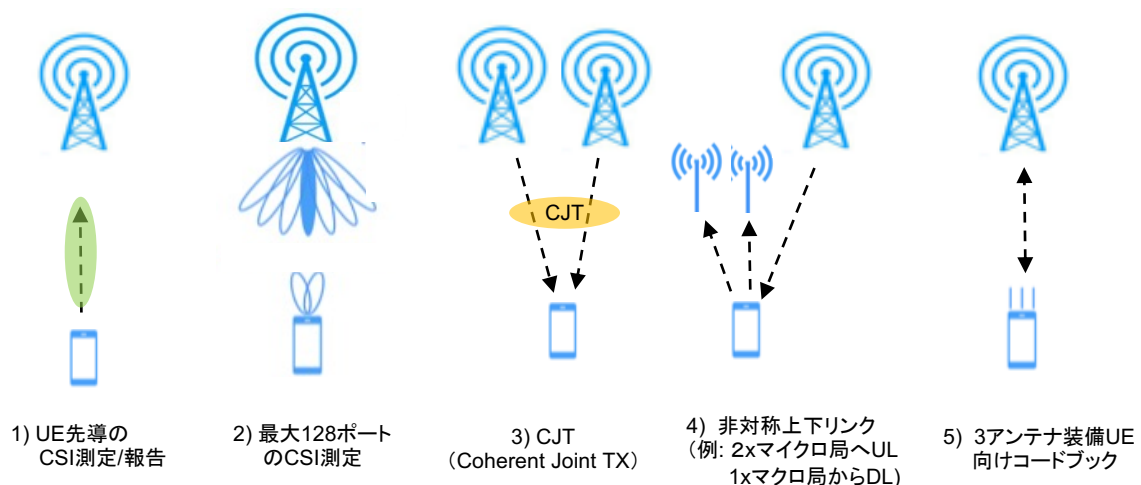 CJT
1) UE先導の
CSI測定/報告
2) 最大128ポート
のCSI測定
3) CJT
（Coherent Joint TX）
4) 非対称上下リンク
（例: 2xマイクロ局へUL
1xマクロ局からDL)
5) 3アンテナ装備UE
向けコードブック